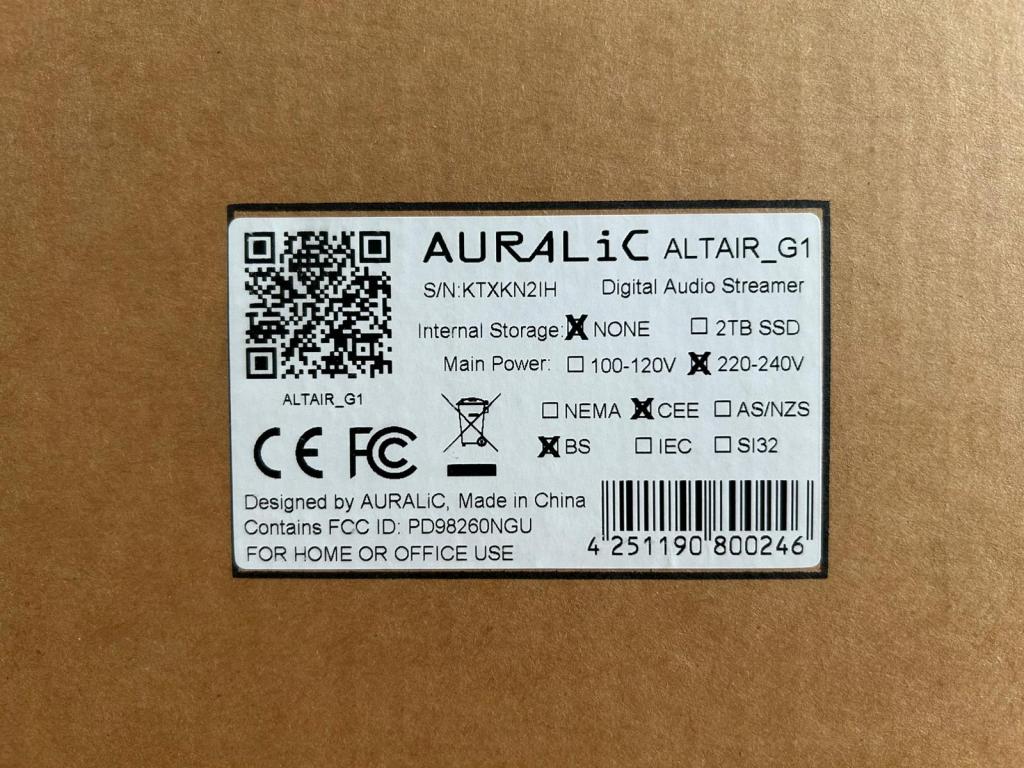 AURALiC ALTAIR_G1
S/N:KTXKN2IH Digital Audio Streamer
Internal Storage: NONE 2TB SSD
Main Power: 100-120V 220-240V
ALTAIR_G1
NEMA CEE AS/NZS
BS IEC SI32
CE FC
Designed by AURALiC, Made in China
Contains FCC ID: PD98260NGU
FOR HOME OR OFFICE USE
4 251190 800246